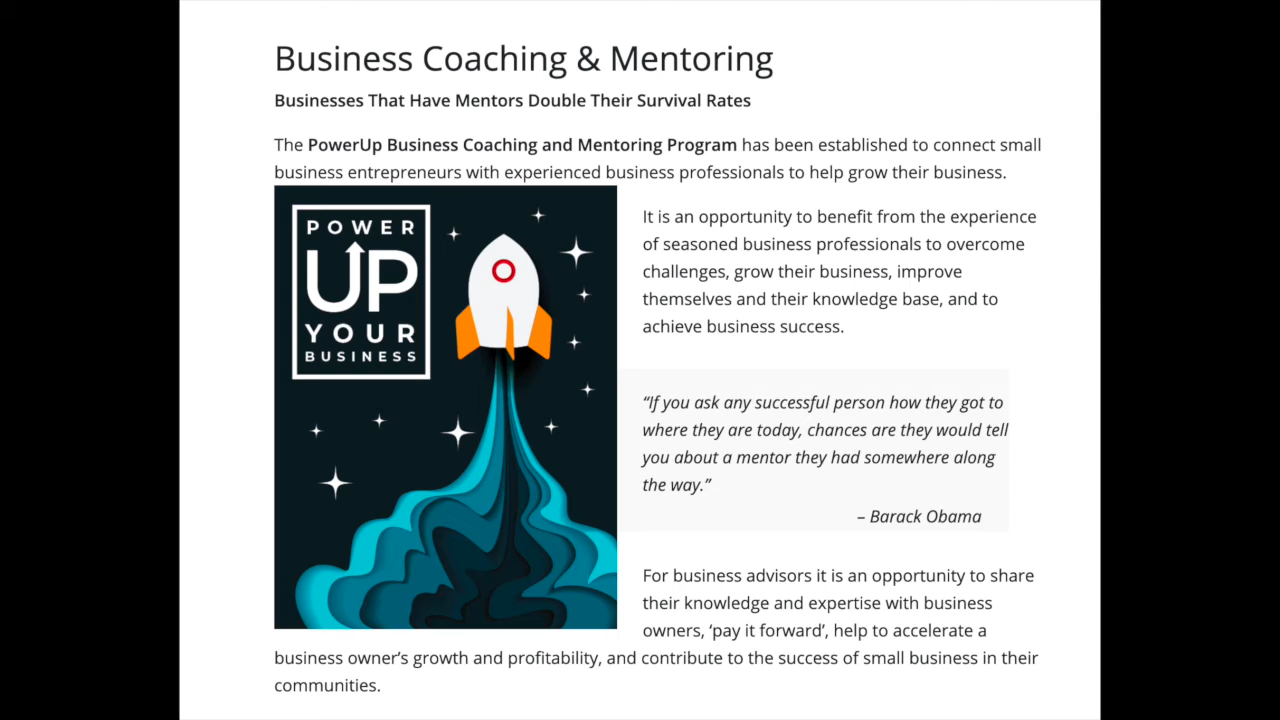 Business Coaching & Mentoring
Businesses That Have Mentors Double Their Survival Rates
The PowerUp Business Coaching and Mentoring Program has been established to connect small
business entrepreneurs with experienced business professionals to help grow their business.
POWER
UP
YOUR
BUSINESS
It is an opportunity to benefit from the experience
of seasoned business professionals to overcome
challenges, grow their business, improve
themselves and their knowledge base, and to
achieve business success.
“If you ask any successful person how they got to
where they are today, chances are they would tell
you about a mentor they had somewhere along
the way.”
– Barack Obama
For business advisors it is an opportunity to share
their knowledge and expertise with business
owners, ‘pay it forward’, help to accelerate a
business owner’s growth and profitability, and contribute to the success of small business in their
communities.